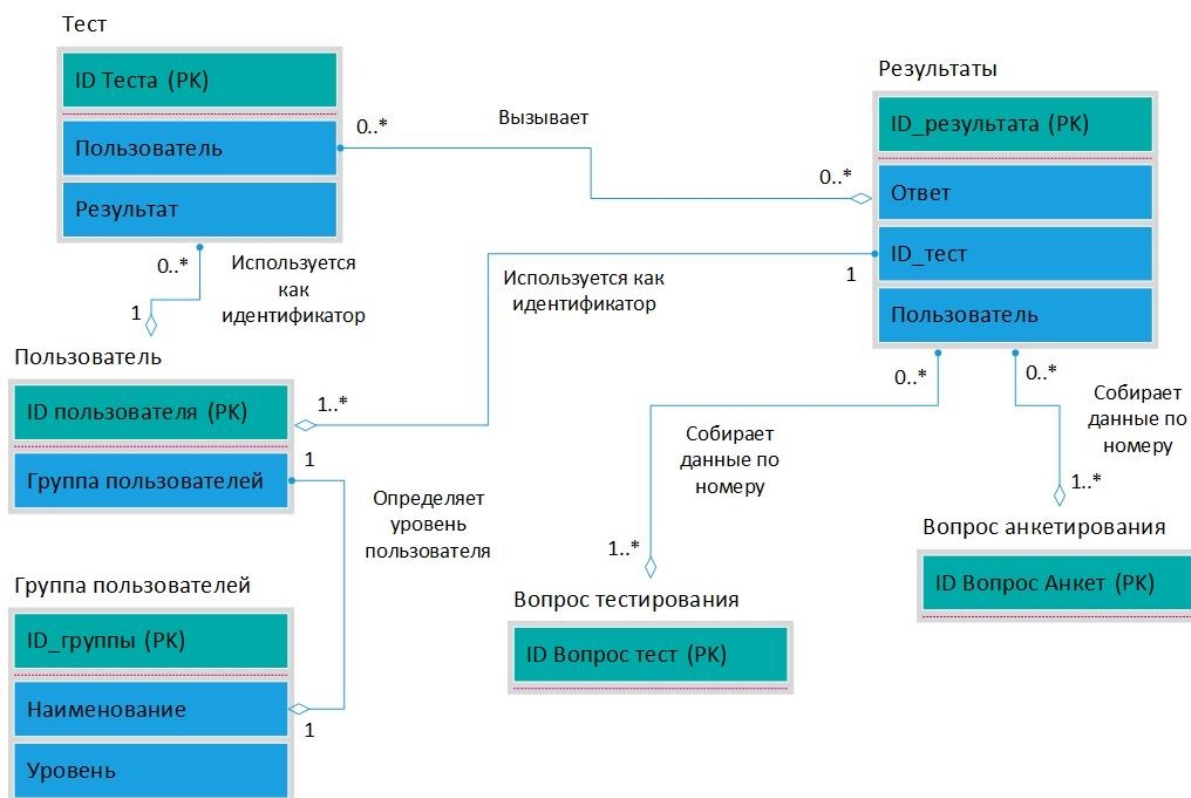 Тест
ID Теста (PK)
Пользователь
Результат
0..*
Вызывает
0..*
Результаты
ID_результата (PK)
Ответ
ID_тест
Пользователь
0..*
Используется
как
идентификатор
1
Используется как
идентификатор
1
Пользователь
ID пользователя (PK)
Группа пользователей
1..*
1
Определяет
уровень
пользователя
0..*
Собирает
данные по
номеру
1..*
0..*
Собирает
данные по
номеру
1..*
Группа пользователей
ID_группы (PK)
Наименование
Уровень
1
Вопрос тестирования
ID Вопрос тест (PK)
Вопрос анкетирования
ID Вопрос Анкет (PK)